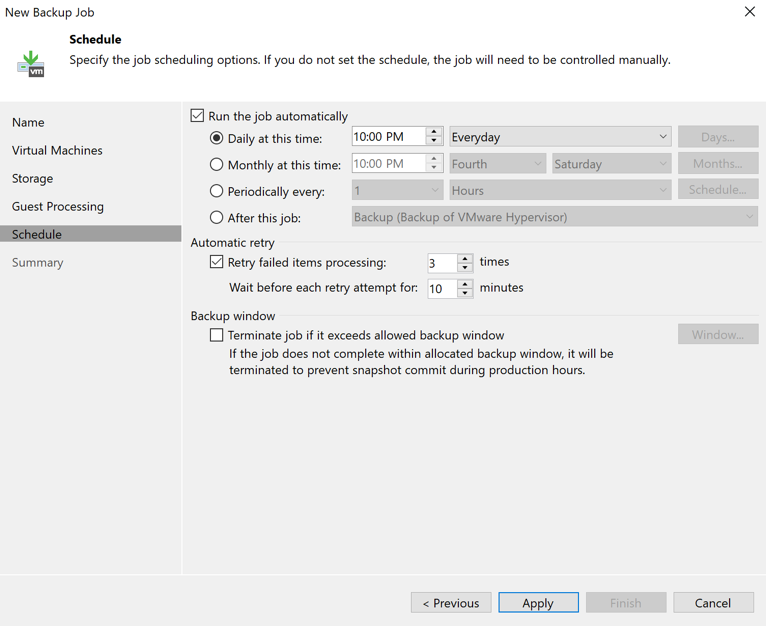 New Backup Job
Schedule
Specify the job scheduling options. If you do not set the schedule, the job will need to be controlled manually.
vm
Name
Virtual Machines
Storage
Guest Processing
Schedule
Summary
Run the job automatically
Daily at this time: 10:00 PM Everyday Days...
Monthly at this time: 10:00 PM Fourth Saturday Months...
Periodically every: 1 Hours Schedule...
After this job: Backup (Backup of VMware Hypervisor)
Automatic retry
Retry failed items processing: 3 times
Wait before each retry attempt for: 10 minutes
Backup window
Terminate job if it exceeds allowed backup window Window...
If the job does not complete within allocated backup window, it will be
terminated to prevent snapshot commit during production hours.
< Previous Apply Finish Cancel